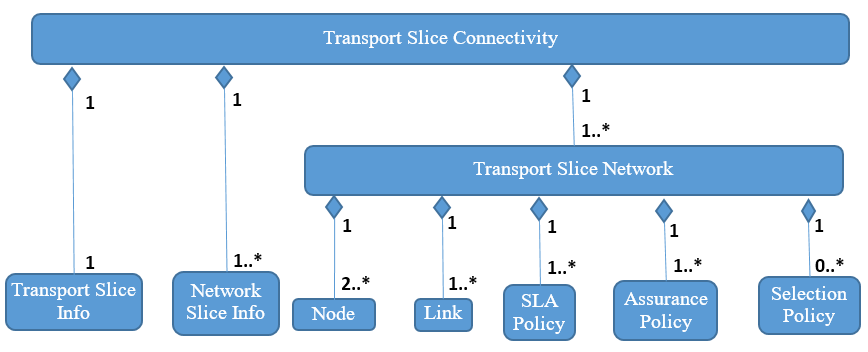 Transport Slice Connectivity
1
1
1
1..*
Transport Slice Network
1
1
1
1
1
1
1..*
2..*
1..*
1..*
1..*
0..*
Transport Slice
Info
Network
Slice Info
Node
Link
SLA
Policy
Assurance
Policy
Selection
Policy